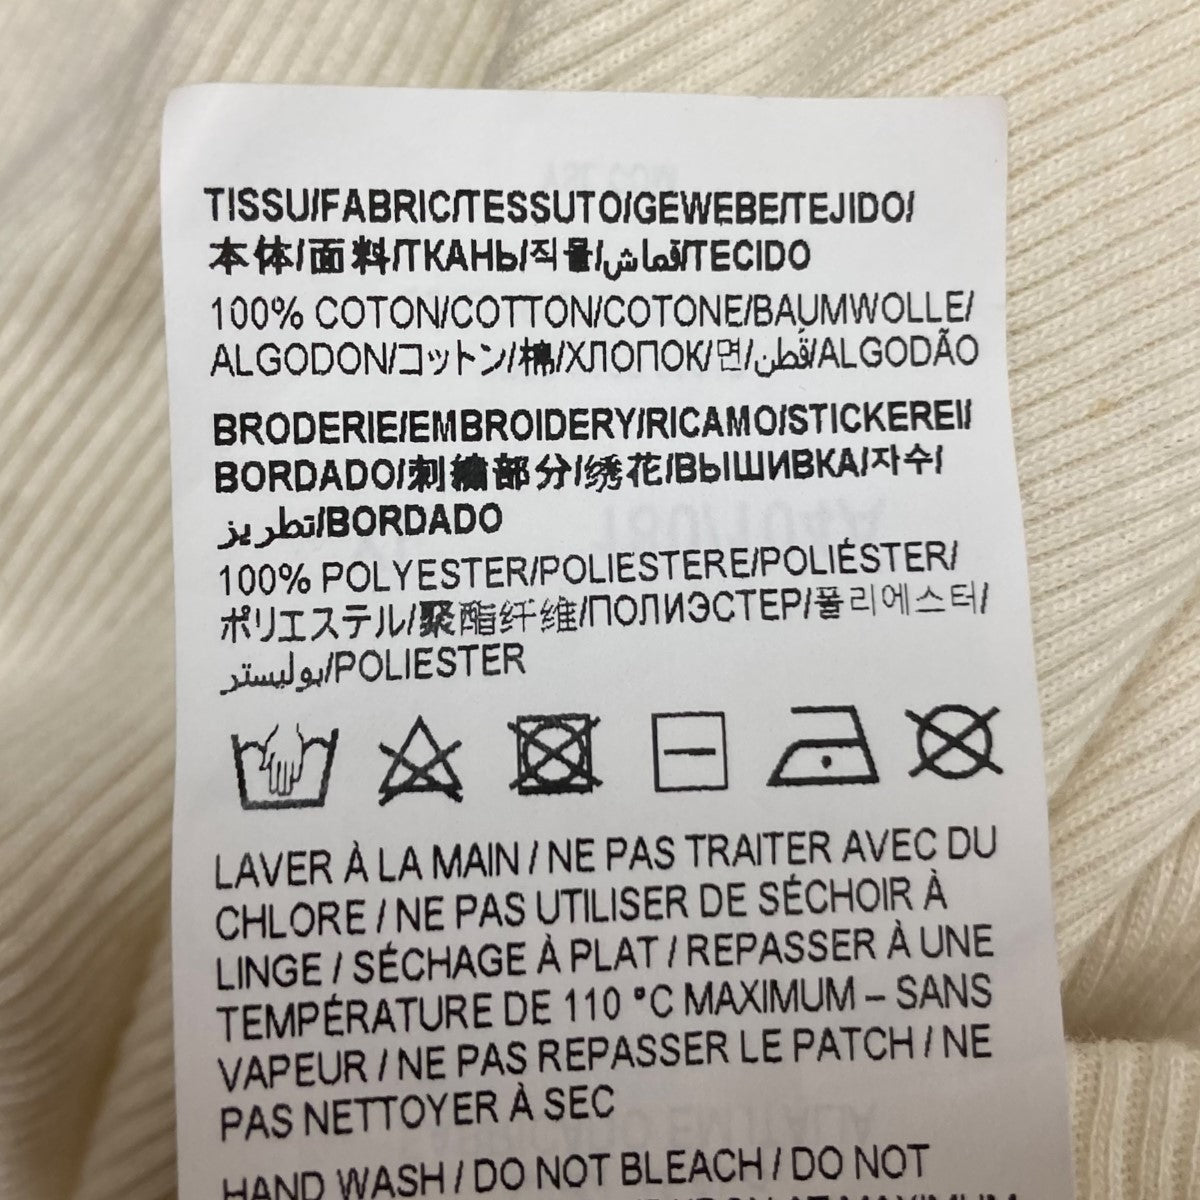 TISSU/FABRIC/TESSUTO/GEWEBE/TEJIDO/
本体/面料/ТКАНЬ/직물/قماش/TECIDO
100% COTON/COTTON/COTONE/BAUMWOLLE/
ALGODON/コットン/棉/ХЛОПОК/면/قُطن/ALGODÃO
BRODERIE/EMBROIDERY/RICAMO/STICKEREI/
BORDADO/刺繍部分/绣花/ВЫШИВКА/자수/
تطريز/BORDADO
100% POLYESTER/POLIESTERE/POLIÉSTER/
ポリエステル/聚酯纤维/ПОЛИЭСТЕР/폴리에스터/
بوليستر/POLIESTER
LAVER À LA MAIN / NE PAS TRAITER AVEC DU
CHLORE / NE PAS UTILISER DE SÉCHOIR À
LINGE / SÉCHAGE À PLAT / REPASSER À UNE
TEMPÉRATURE DE 110 °C MAXIMUM – SANS
VAPEUR / NE PAS REPASSER LE PATCH / NE
PAS NETTOYER À SEC
HAND WASH / DO NOT BLEACH / DO NOT